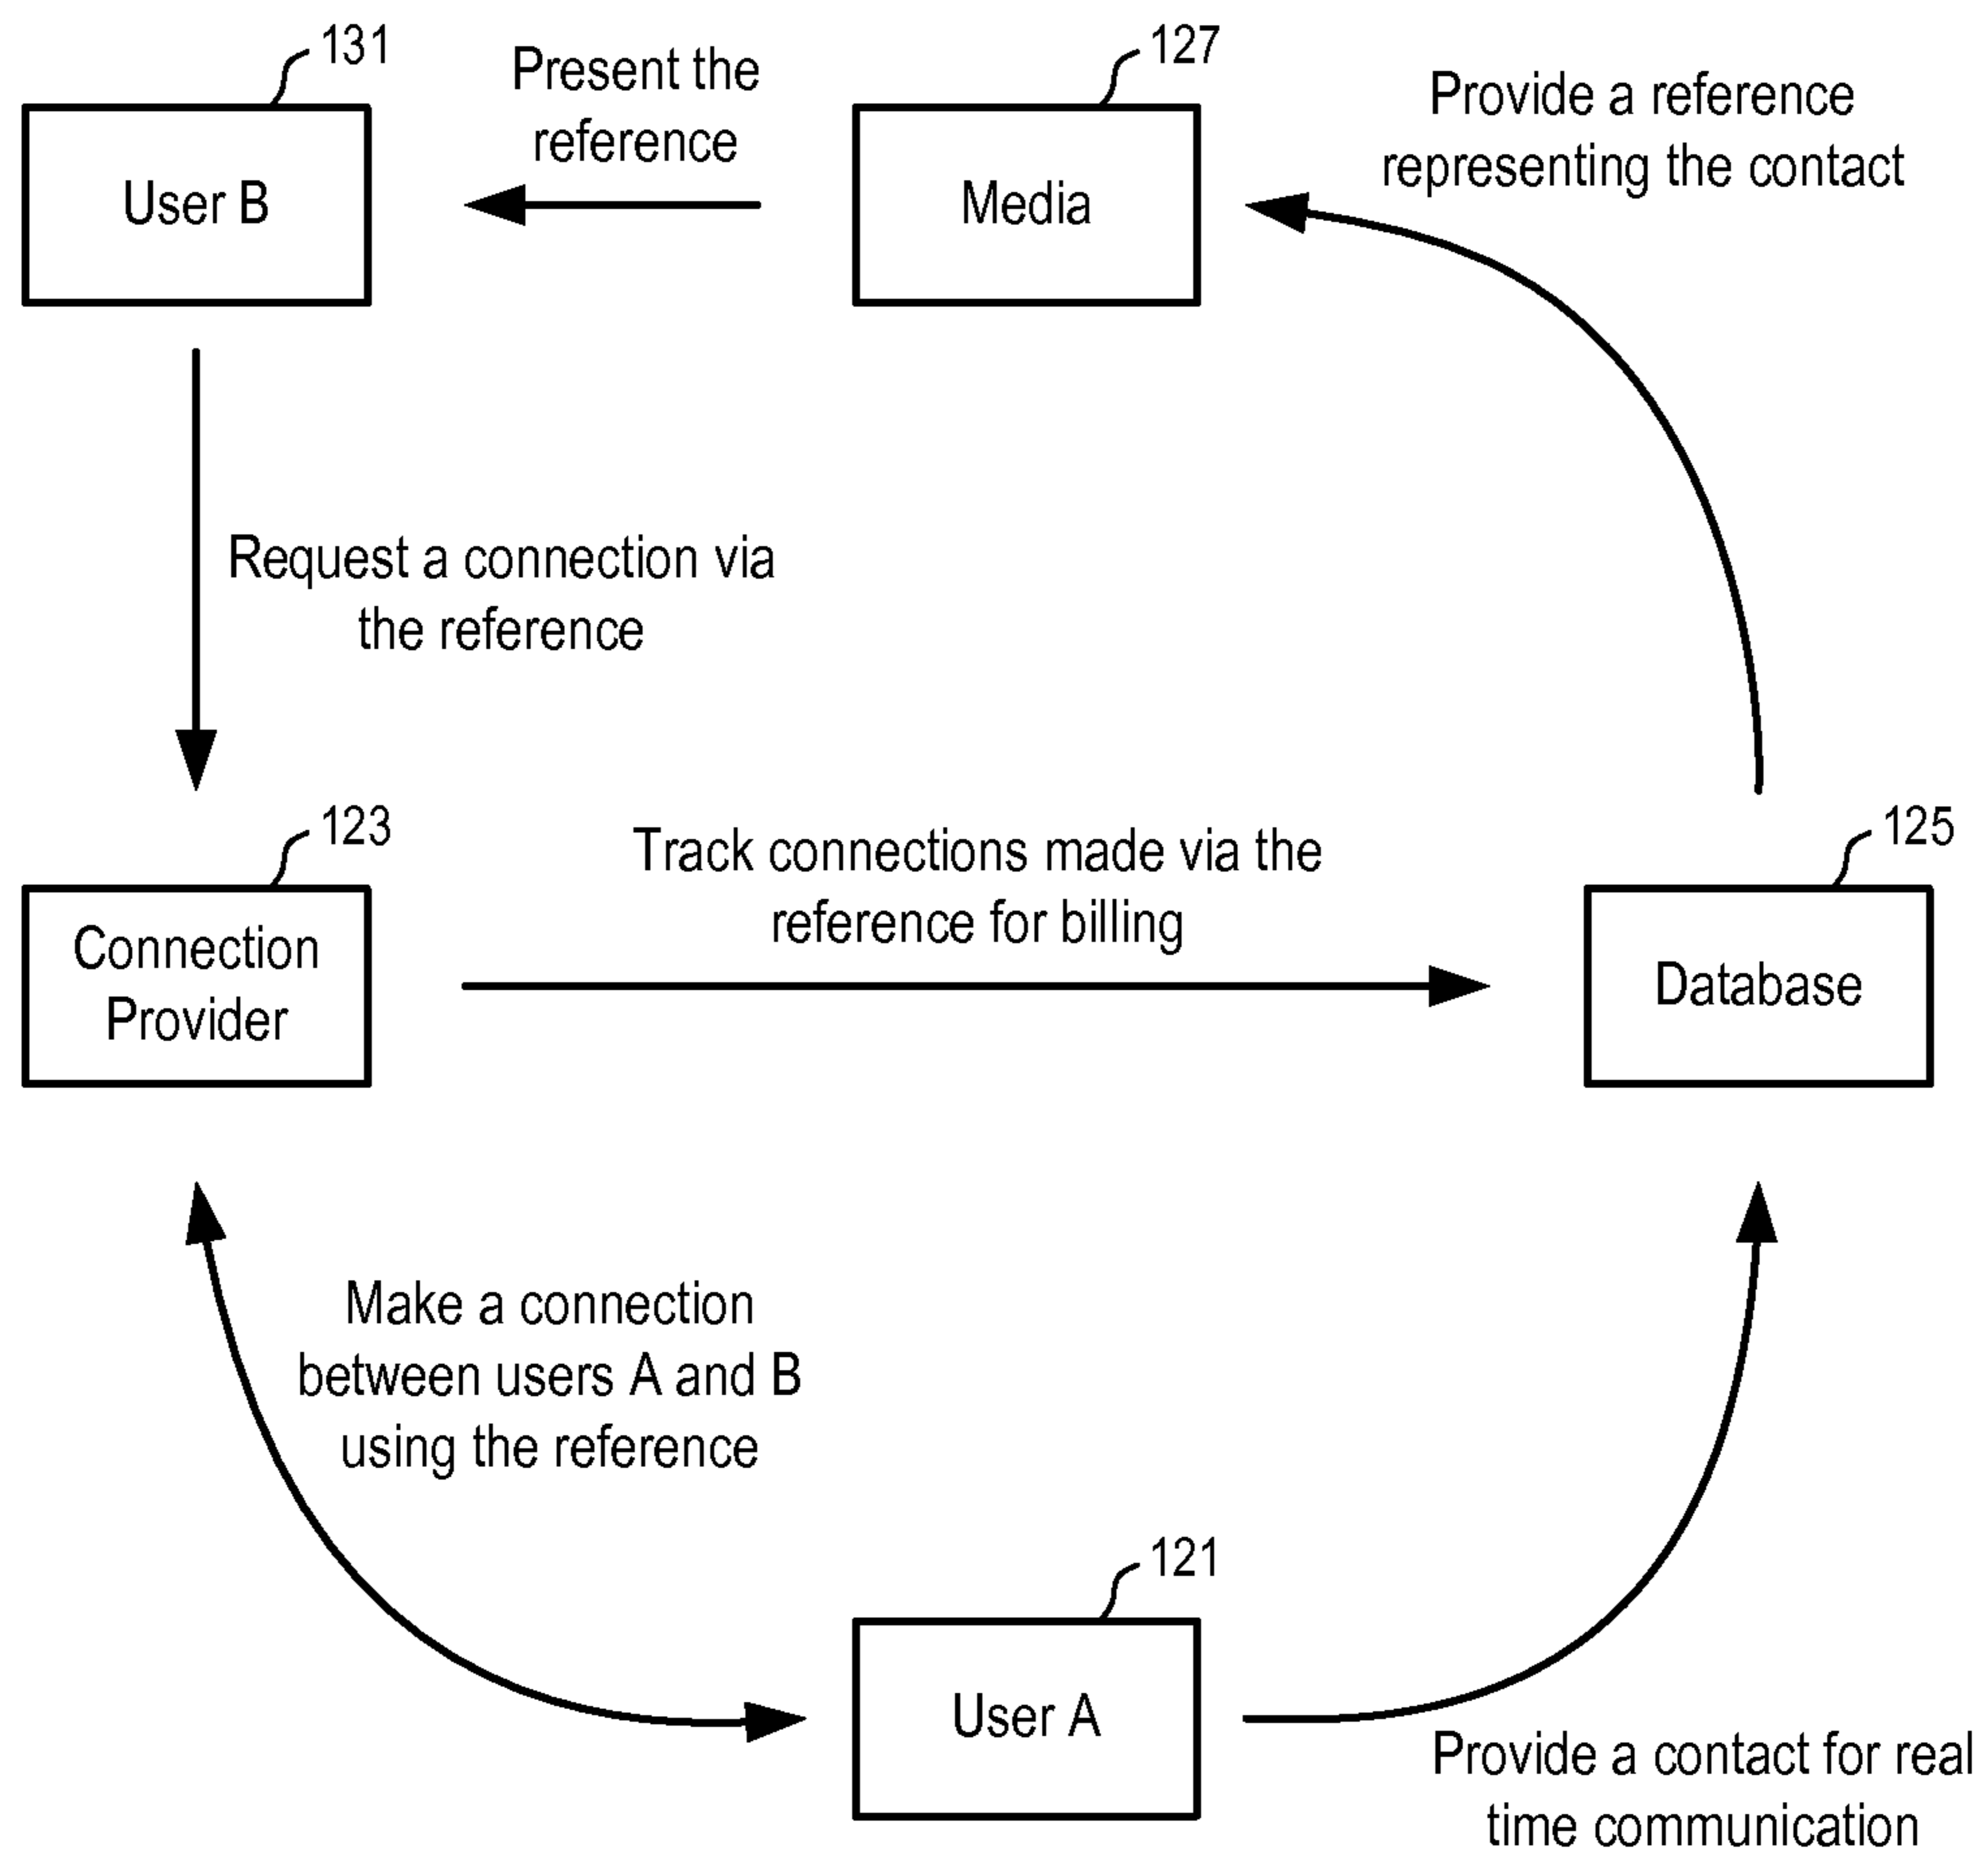 131
Present the
reference
127
Provide a reference
representing the contact
User B
Media
Request a connection via
the reference
123
Track connections made via the
reference for billing
125
Connection
Provider
Database
Make a connection
between users A and B
using the reference
121
User A
Provide a contact for real
time communication